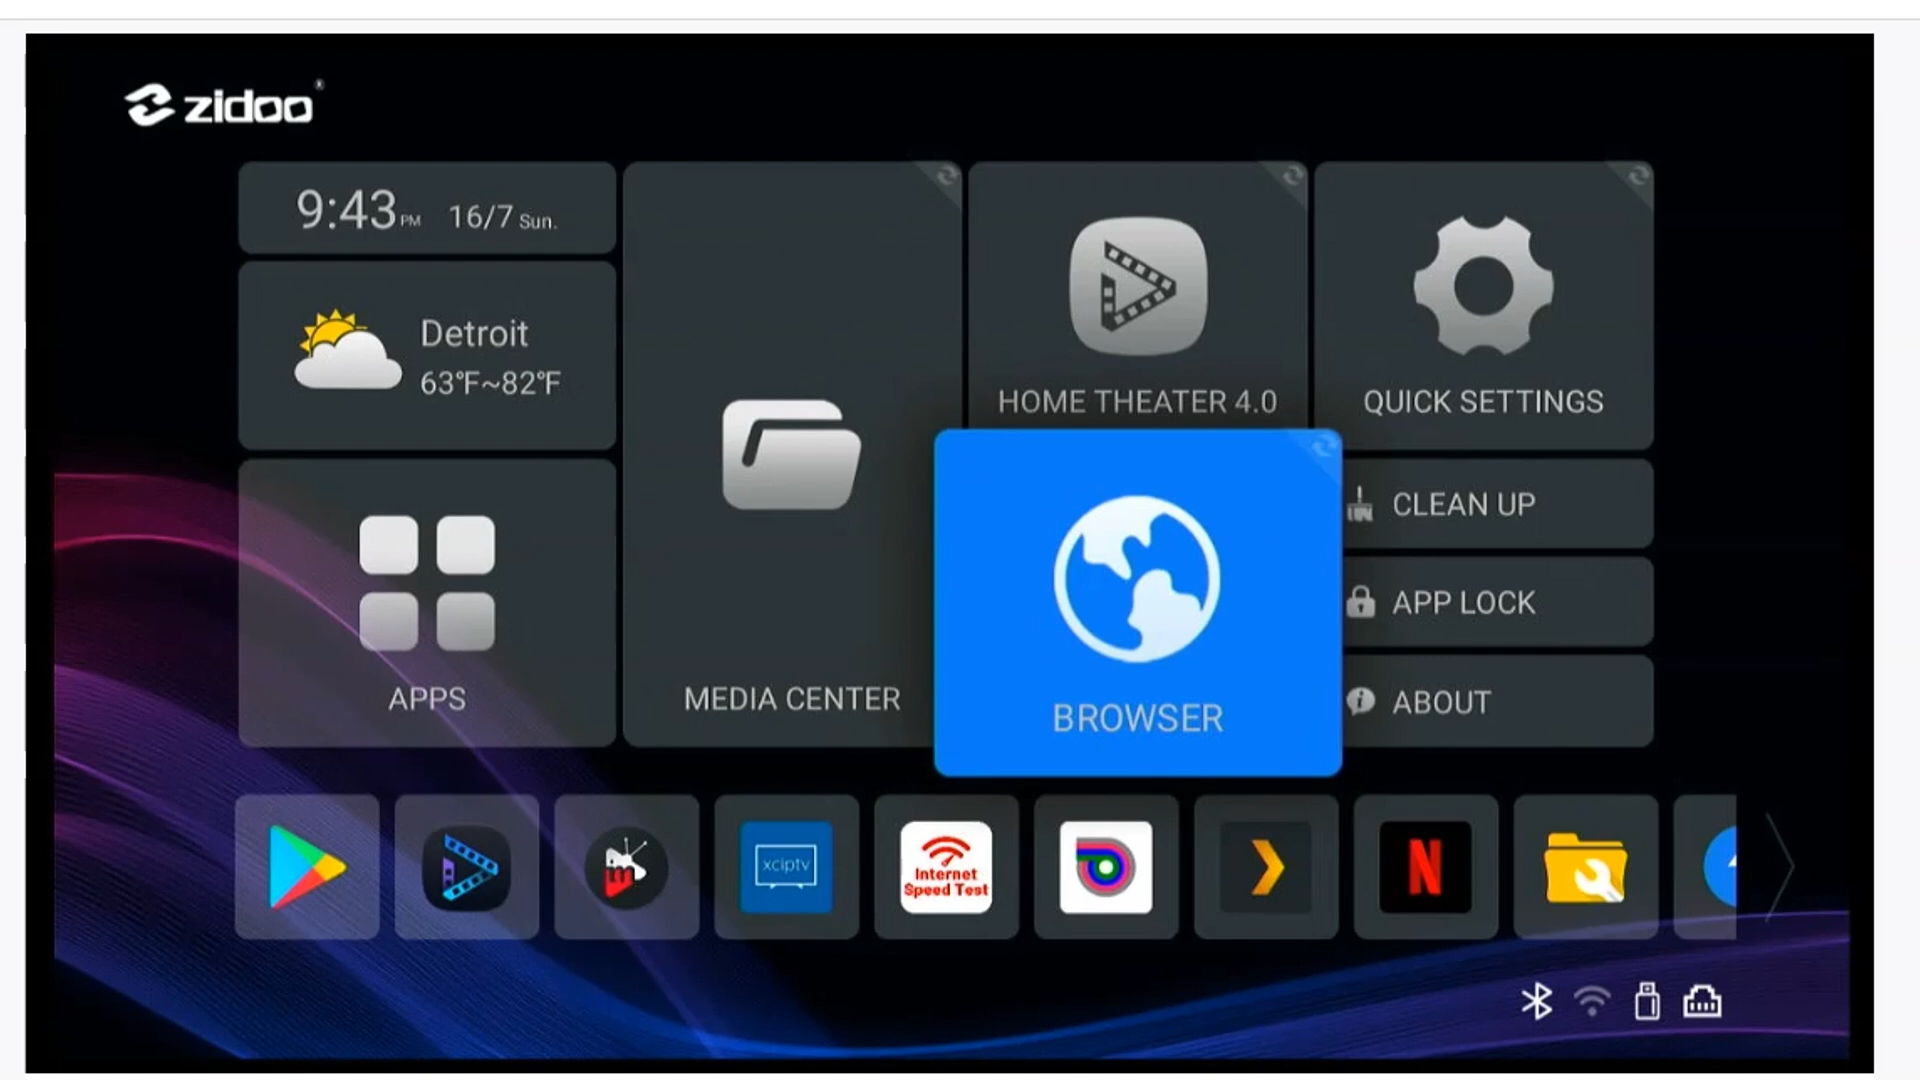 zidoo®
9:43 PM 16/7 Sun.
Detroit
63°F~82°F
APPS
MEDIA CENTER
HOME THEATER 4.0
QUICK SETTINGS
BROWSER
CLEAN UP
APP LOCK
ABOUT
xciptv
Internet
Speed Test
N